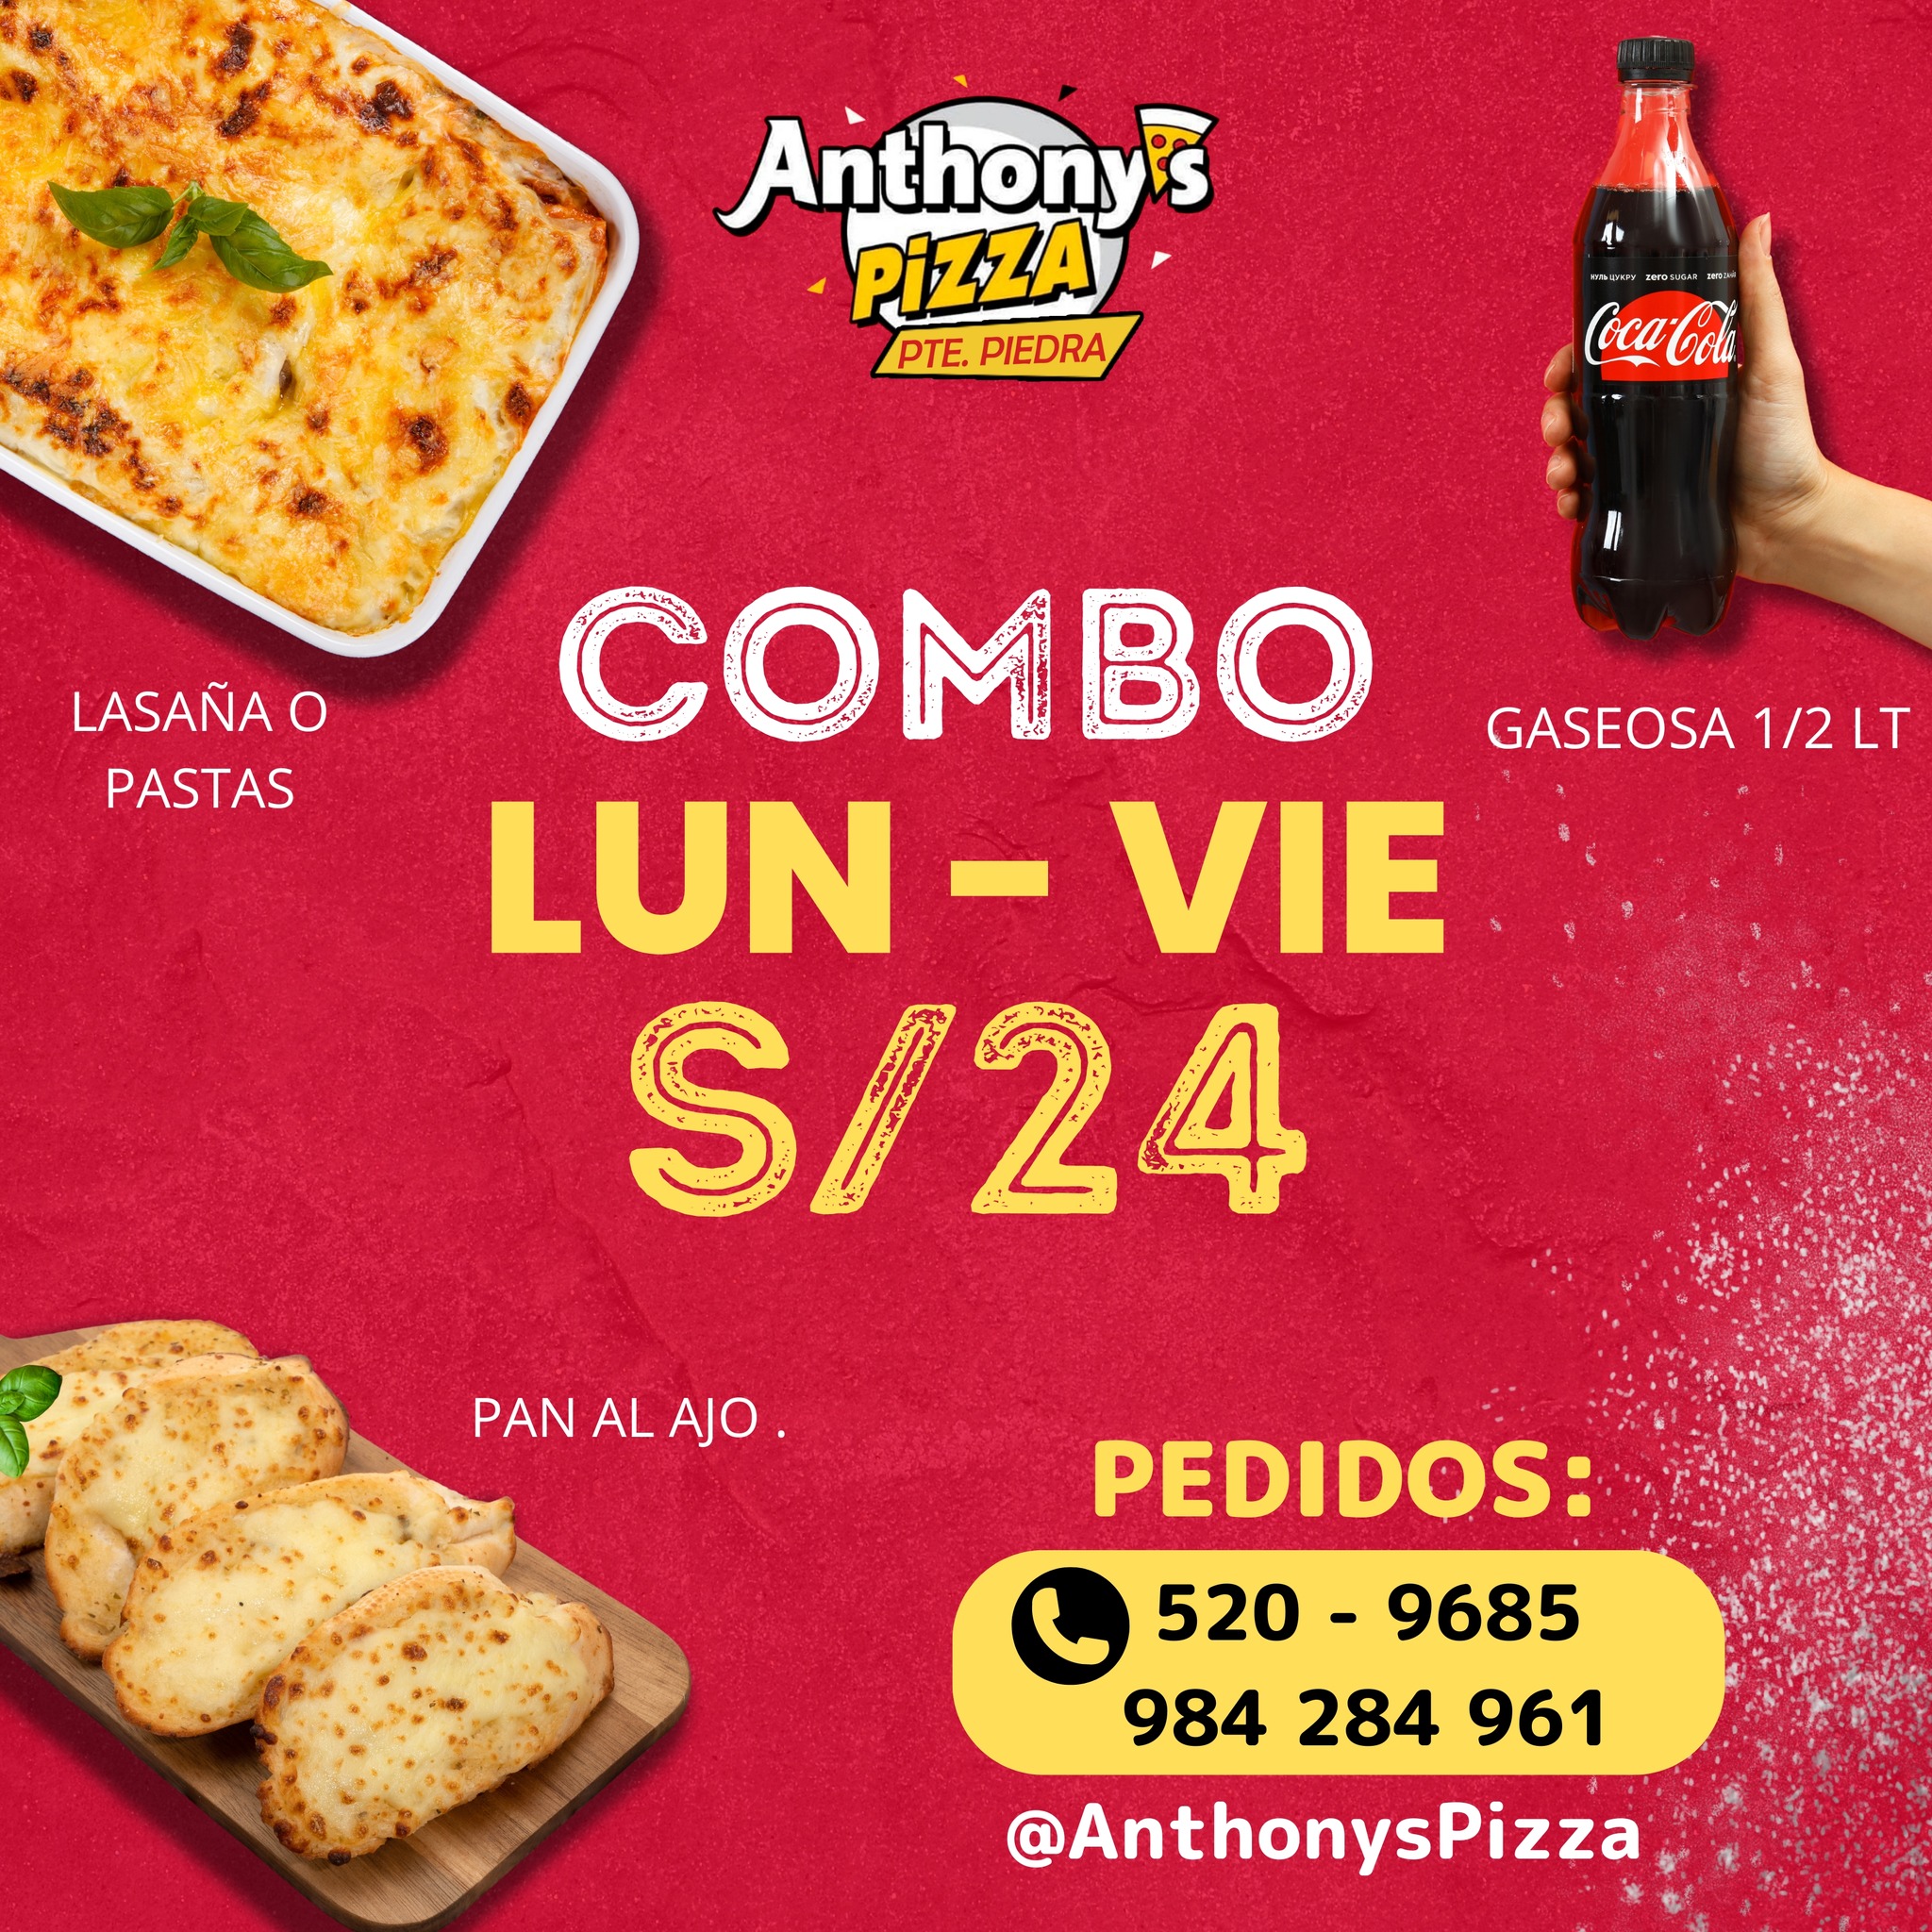 Anthony's
PiZZA
PTE. PIEDRA
НУЛЬ ЦУКРУ zero SUGAR zero
Coca-Cola
COMBO
LASAÑA O
PASTAS
GASEOSA 1/2 LT
LUN - VIE
S/24
PAN AL AJO .
PEDIDOS:
520 - 9685
984 284 961
@AnthonysPizza